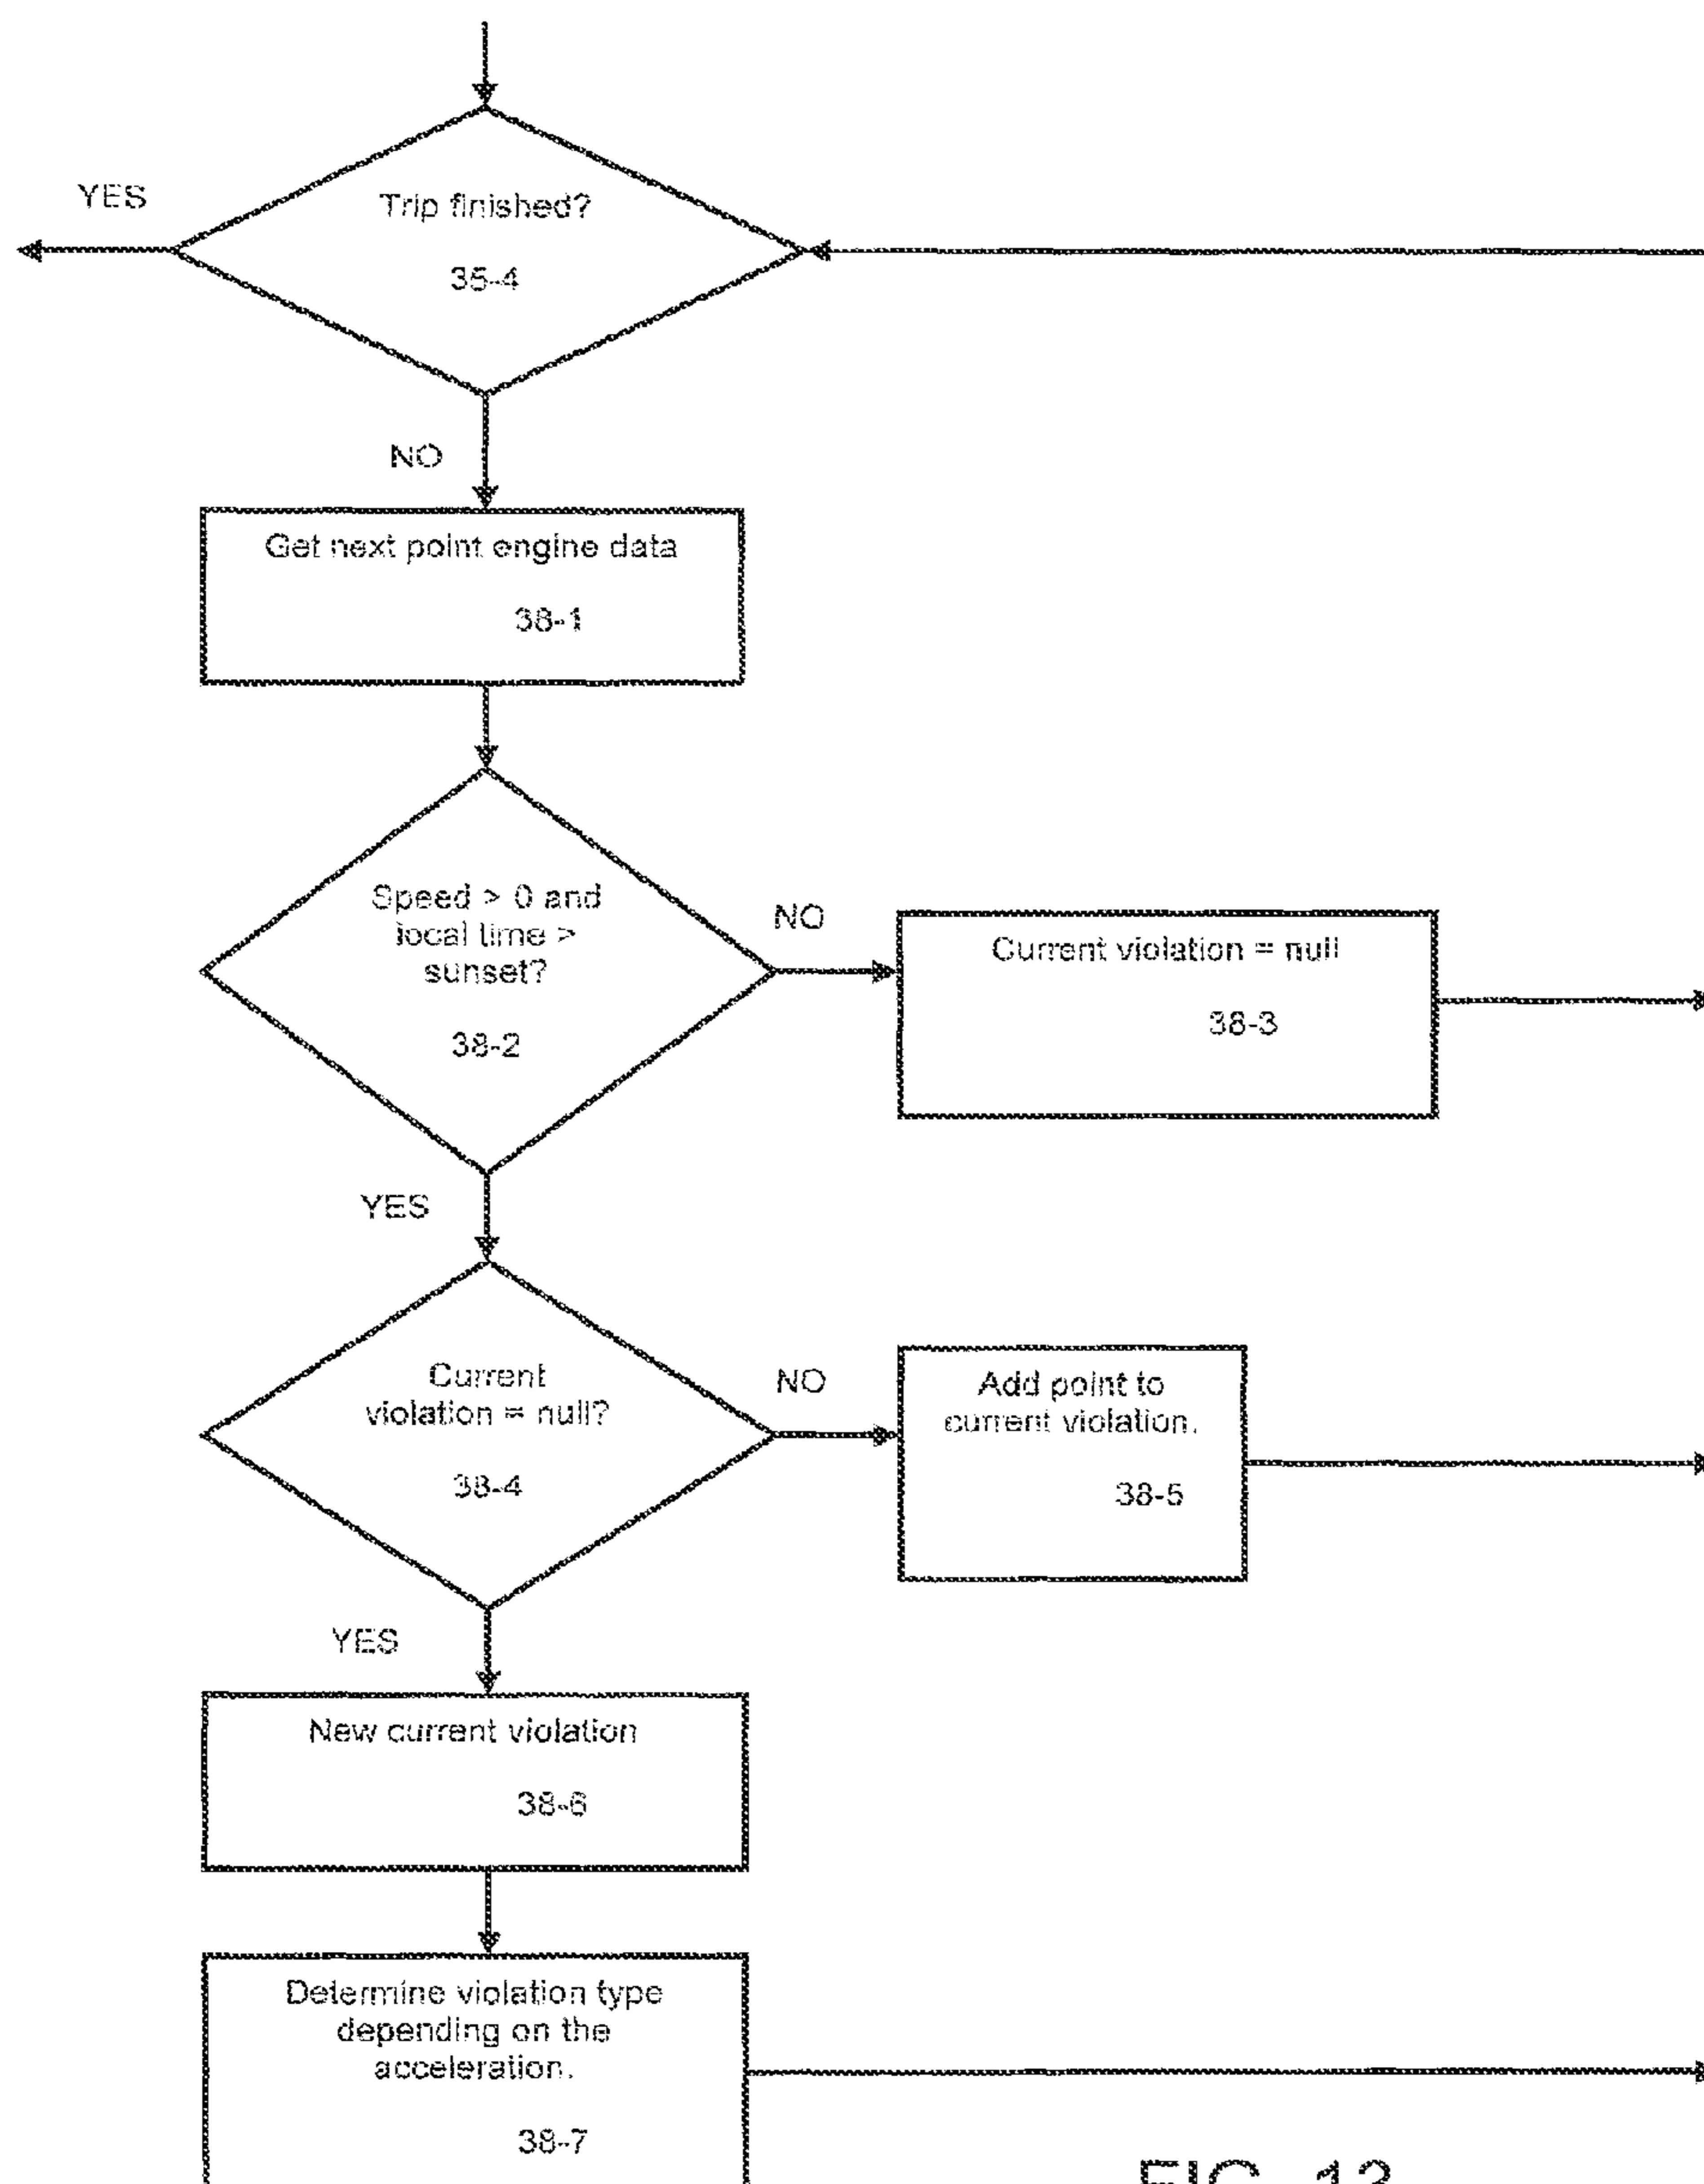 YES
Trip finished?
35-4
NO
Get next point engine data
38-1
Speed > 0 and
local time >
sunset?
38-2
NO
Current violation = null
38-3
YES
Current
violation = null?
38-4
NO
Add point to
current violation.
38-5
YES
New current violation
38-6
Determine violation type
depending on the
acceleration.
38-7
FIG. 13